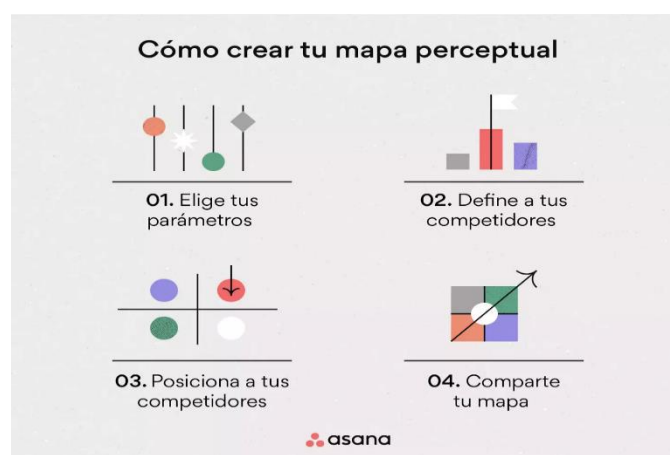 Cómo crear tu mapa perceptual
01. Elige tus
parámetros
02. Define a tus
competidores
03. Posiciona a tus
competidores
04. Comparte
tu mapa
asana